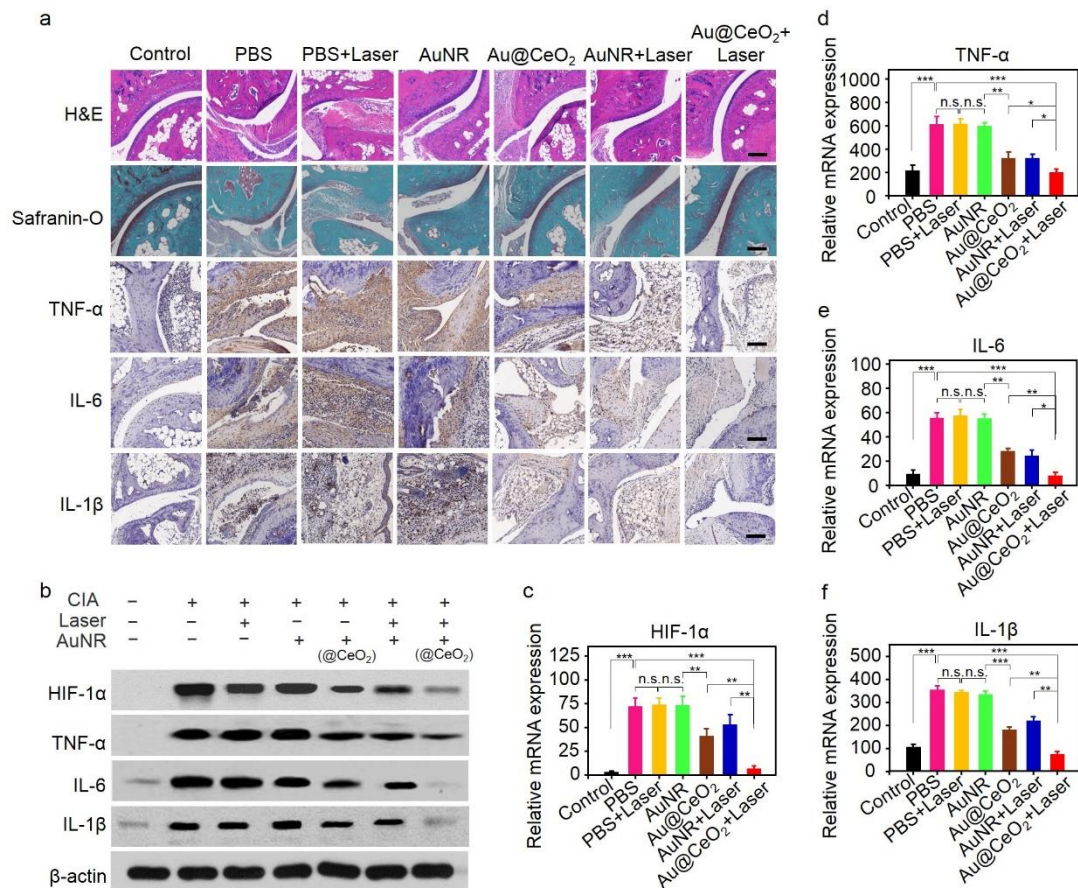 a
Control PBS PBS+Laser AuNR Au@CeO₂ AuNR+Laser Au@CeO₂+
Laser
H&E
Safranin-O
TNF-α
IL-6
IL-1β
b
CIA – + + + + + +
Laser – – + – – + +
AuNR – – – + + + +
(@CeO₂) (@CeO₂)
HIF-1α
TNF-α
IL-6
IL-1β
β-actin
c
HIF-1α
Relative mRNA expression
125
100
75
50
25
0
*** *** ** ** **
n.s. n.s.
Control
PBS
PBS+Laser
AuNR
Au@CeO₂
AuNR+Laser
Au@CeO₂+Laser
d
TNF-α
Relative mRNA expression
1000
800
600
400
200
0
*** *** ** * *
n.s. n.s.
Control
PBS
PBS+Laser
AuNR
Au@CeO₂
AuNR+Laser
Au@CeO₂+Laser
e
IL-6
Relative mRNA expression
100
80
60
40
20
0
*** *** ** ** *
n.s. n.s.
Control
PBS
PBS+Laser
AuNR
Au@CeO₂
AuNR+Laser
Au@CeO₂+Laser
f
IL-1β
Relative mRNA expression
500
400
300
200
100
0
*** *** *** ** **
n.s. n.s.
Control
PBS
PBS+Laser
AuNR
Au@CeO₂
AuNR+Laser
Au@CeO₂+Laser